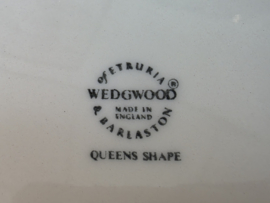 of ETRURIA
WEDGWOOD ®
MADE IN
ENGLAND
& BARLASTON
QUEENS SHAPE